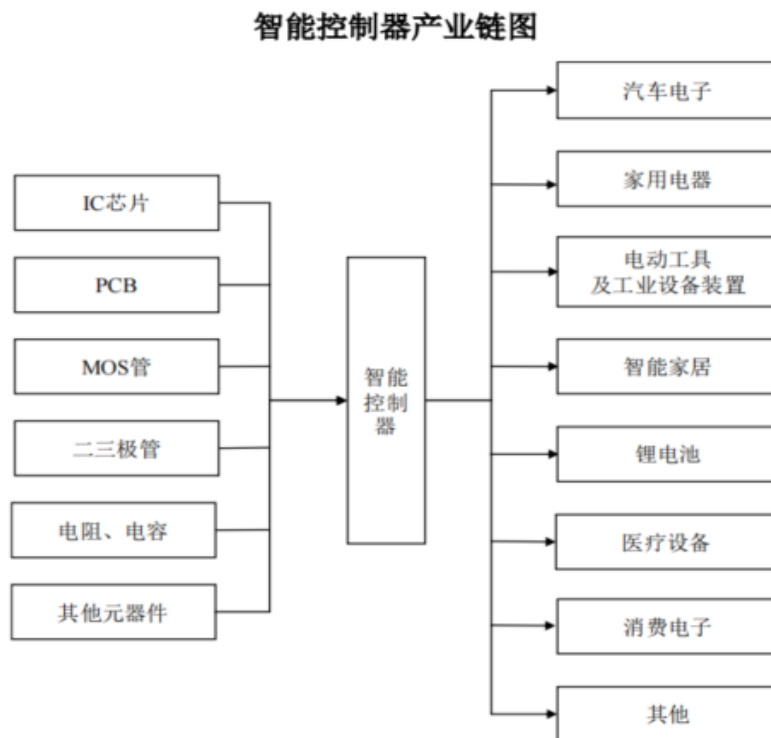 智能控制器产业链图
IC芯片
PCB
MOS管
二三极管
电阻、电容
其他元器件
智能
控制
器
汽车电子
家用电器
电动工具
及工业设备装置
智能家居
锂电池
医疗设备
消费电子
其他